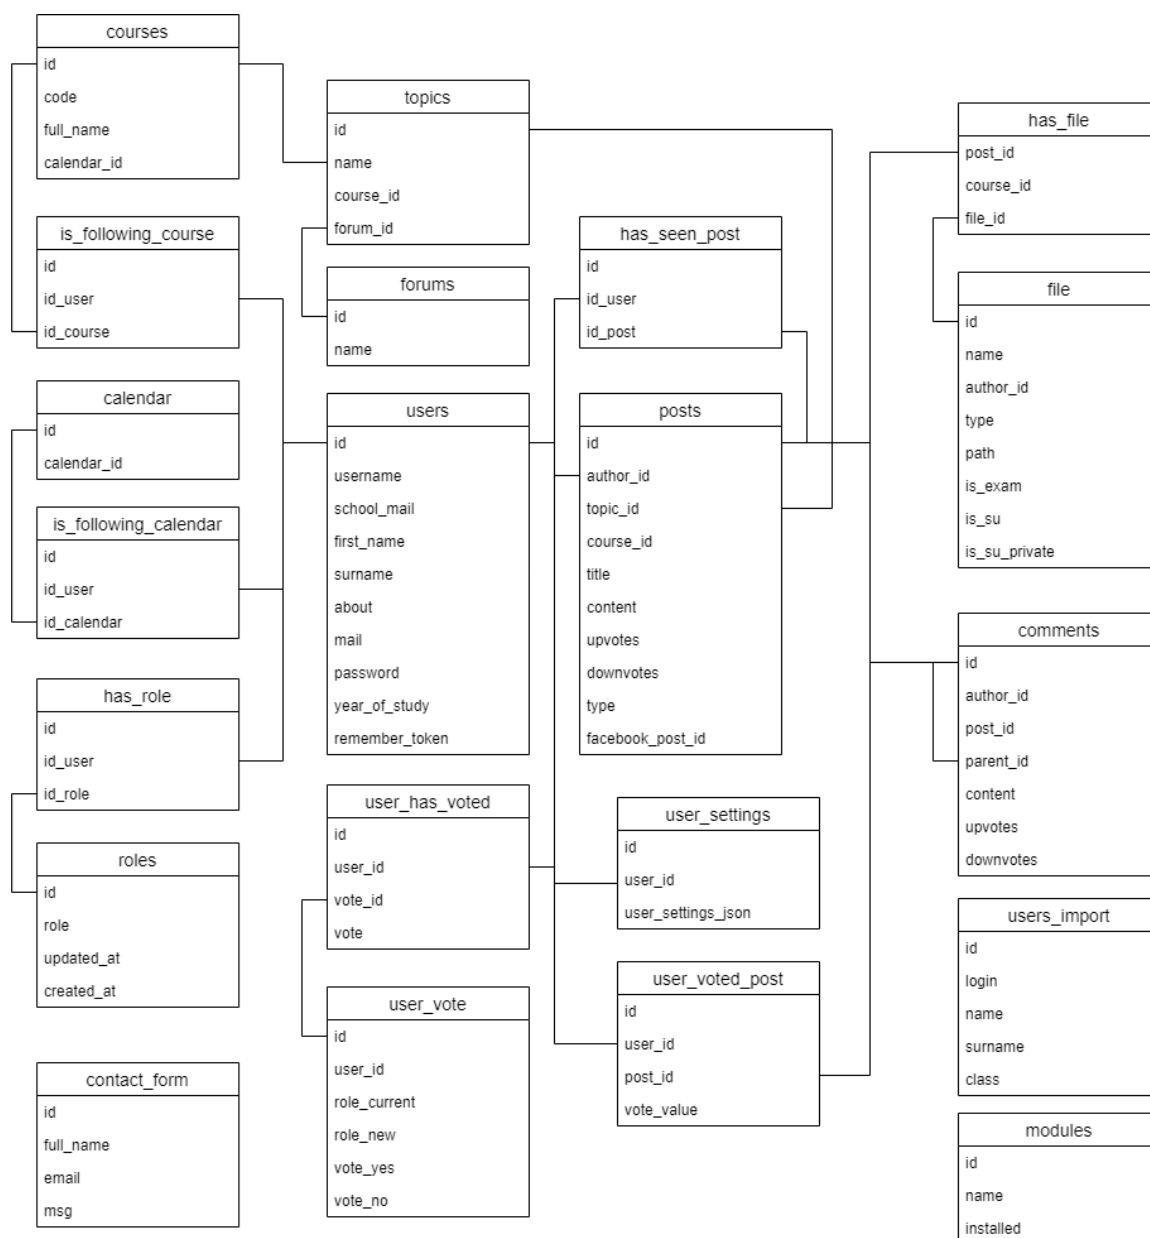 courses
id
code
full_name
calendar_id
is_following_course
id
id_user
id_course
calendar
id
calendar_id
is_following_calendar
id
id_user
id_calendar
has_role
id
id_user
id_role
roles
id
role
updated_at
created_at
contact_form
id
full_name
email
msg
topics
id
name
course_id
forum_id
forums
id
name
users
id
username
school_mail
first_name
surname
about
mail
password
year_of_study
remember_token
user_has_voted
id
user_id
vote_id
vote
user_vote
id
user_id
role_current
role_new
vote_yes
vote_no
has_seen_post
id
id_user
id_post
posts
id
author_id
topic_id
course_id
title
content
upvotes
downvotes
type
facebook_post_id
user_settings
id
user_id
user_settings_json
user_voted_post
id
user_id
post_id
vote_value
has_file
post_id
course_id
file_id
file
id
name
author_id
type
path
is_exam
is_su
is_su_private
comments
id
author_id
post_id
parent_id
content
upvotes
downvotes
users_import
id
login
name
surname
class
modules
id
name
installed